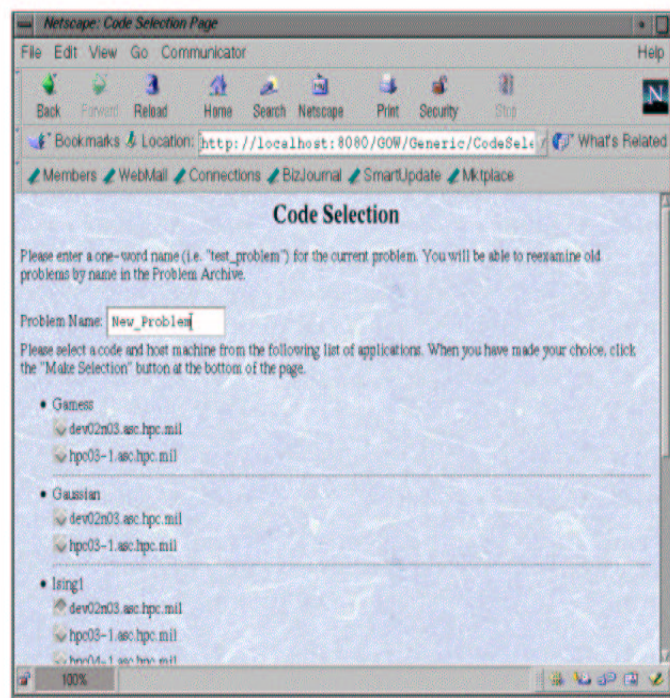 Netscape: Code Selection Page
File Edit View Go Communicator Help
Back Forward Reload Home Search Netscape Print Security Stop
N
Bookmarks Location: http://localhost:8080/GOW/Generic/CodeSele What's Related
Members WebMail Connections BizJournal SmartUpdate Mktplace
Code Selection
Please enter a one-word name (i.e. "test_problem") for the current problem. You will be able to reexamine old
problems by name in the Problem Archive.
Problem Name: New_Problem
Please select a code and host machine from the following list of applications. When you have made your choice, click
the "Make Selection" button at the bottom of the page.
• Gamess
dev02n03.asc.hpc.mil
hpc03-1.asc.hpc.mil
• Gaussian
dev02n03.asc.hpc.mil
hpc03-1.asc.hpc.mil
• Ising1
dev02n03.asc.hpc.mil
hpc03-1.asc.hpc.mil
hpc04-1.asc.hpc.mil
100%